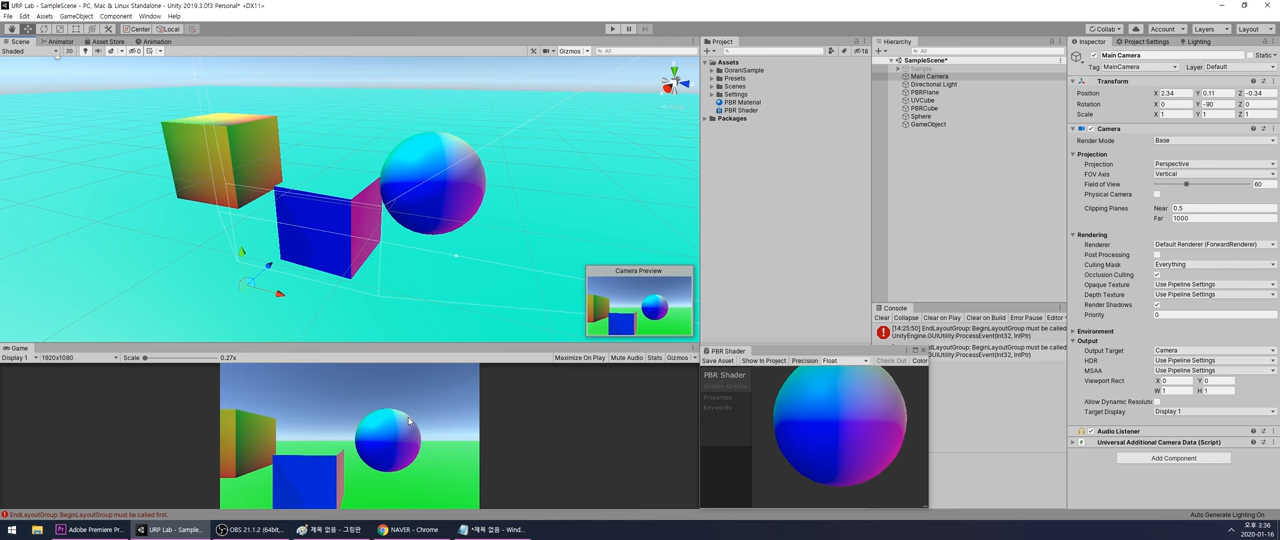 URP Lab - SampleScene - PC, Mac & Linux Standalone - Unity 2019.3.0f3 Personal* <DX11>
File Edit Assets GameObject Component Window Help
Center Local
Collab Account Layers Layout
Scene Animator Asset Store Animation
Shaded 2D Gizmos All
Camera Preview
Game
Display 1 1920x1080 Scale 0.27x Maximize On Play Mute Audio Stats Gizmos
Project
18
Assets
GoraniSample
Presets
Scenes
Settings
PBR Material
PBR Shader
Packages
Hierarchy
All
SampleScene*
Sample
Main Camera
Directional Light
PBRPlane
UVCube
PBRCube
Sphere
GameObject
Console
Clear Collapse Clear on Play Clear on Build Error Pause Editor
[14:25:50] EndLayoutGroup: BeginLayoutGroup must be called
UnityEngine.GUIUtility:ProcessEvent(Int32, IntPtr)
PBR Shader
Save Asset Show In Project Precision Float Check Out Color
PBR Shader
Shader Graphs
Properties
Keywords
Inspector Project Settings Lighting
Main Camera Static
Tag MainCamera Layer Default
Transform
Position X 2.34 Y 0.11 Z -0.34
Rotation X 0 Y -90 Z 0
Scale X 1 Y 1 Z 1
Camera
Render Mode Base
Projection
Projection Perspective
FOV Axis Vertical
Field of View 60
Physical Camera
Clipping Planes Near 0.5
Far 1000
Rendering
Renderer Default Renderer (ForwardRenderer)
Post Processing
Culling Mask Everything
Occlusion Culling
Opaque Texture Use Pipeline Settings
Depth Texture Use Pipeline Settings
Render Shadows
Priority 0
Environment
Output
Output Target Camera
HDR Use Pipeline Settings
MSAA Use Pipeline Settings
Viewport Rect X 0 Y 0
W 1 H 1
Allow Dynamic Resolutic
Target Display Display 1
Audio Listener
Universal Additional Camera Data (Script)
Add Component
EndLayoutGroup: BeginLayoutGroup must be called first.
Auto Generate Lighting On
Adobe Premiere Pr... URP Lab - Sample... OBS 21.1.2 (64bit,... 제목 없음 - 그림판 NAVER - Chrome *제목 없음 - Wind...
오후 3:36
2020-01-16